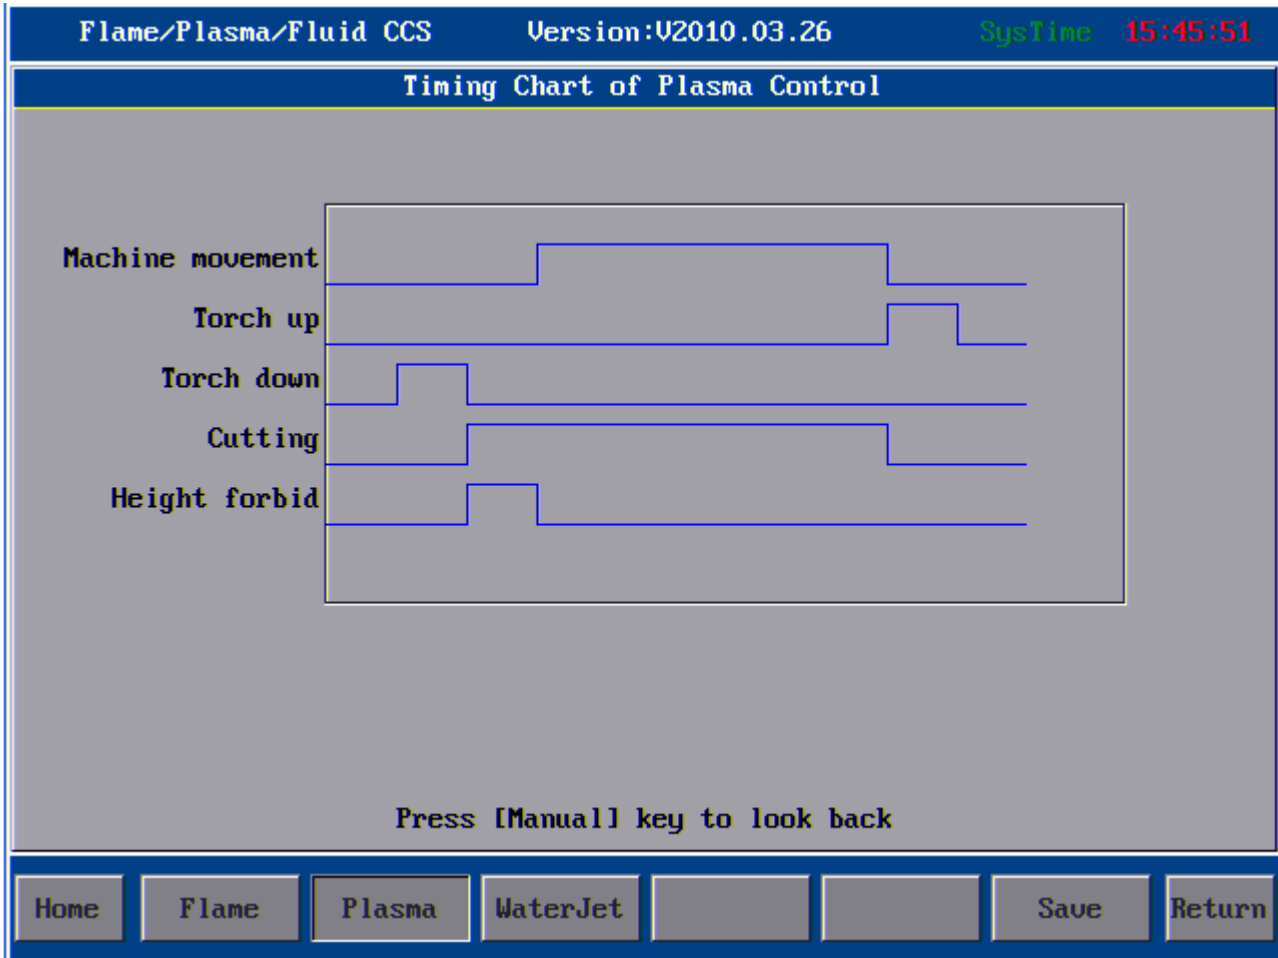 Flame/Plasma/Fluid CCS Version:V2010.03.26 SysTime 15:45:51
Timing Chart of Plasma Control
Machine movement
Torch up
Torch down
Cutting
Height forbid
Press [Manual] key to look back
Home Flame Plasma WaterJet Save Return